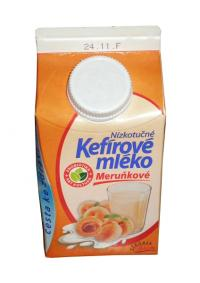 24.11.F
Nízkotučné
Kefírové
mléko
Meruňkové
cesta ke zdraví